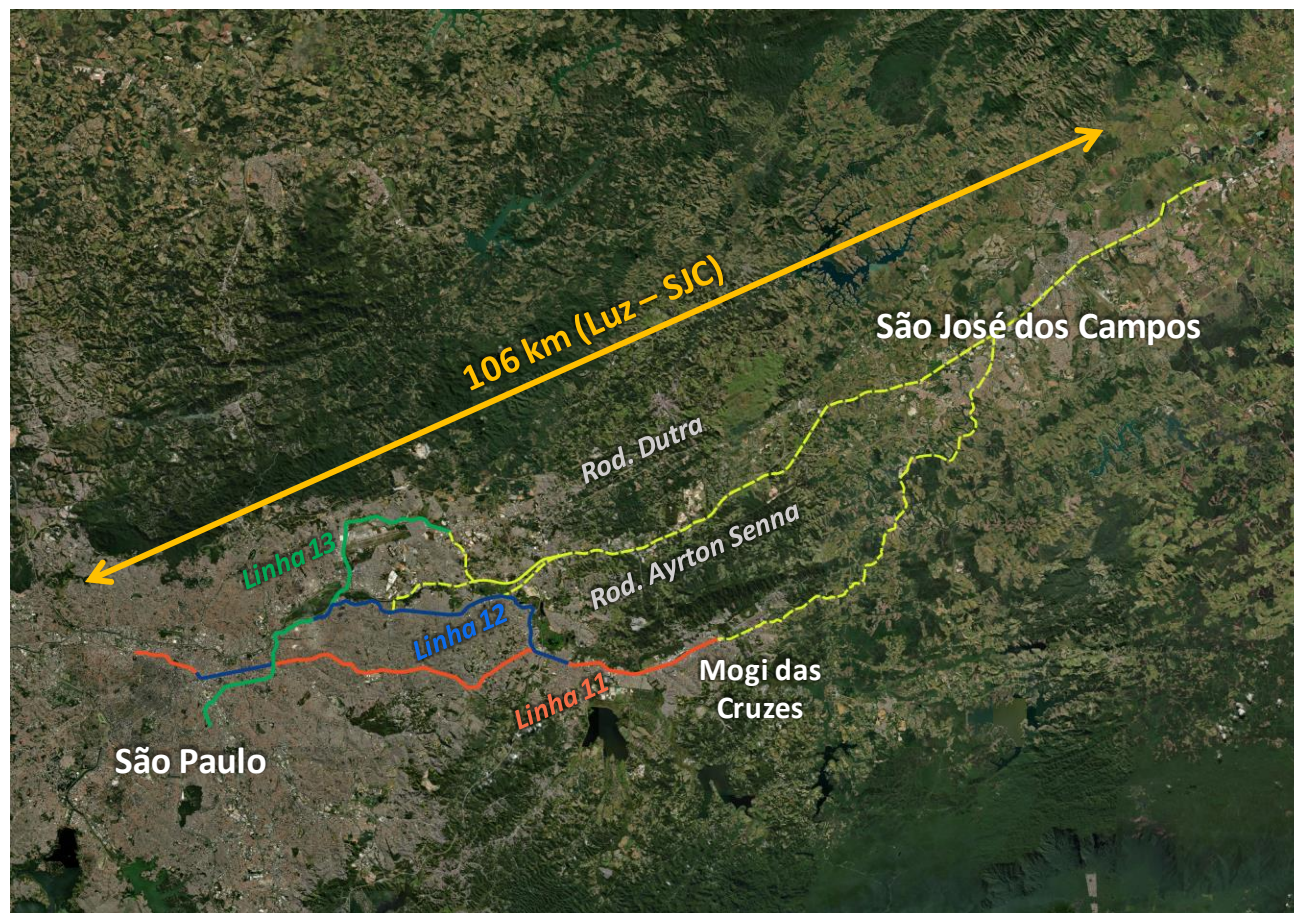 106 km (Luz – SJC)
São José dos Campos
Rod. Dutra
Rod. Ayrton Senna
Linha 13
Linha 12
Linha 11
Mogi das
Cruzes
São Paulo